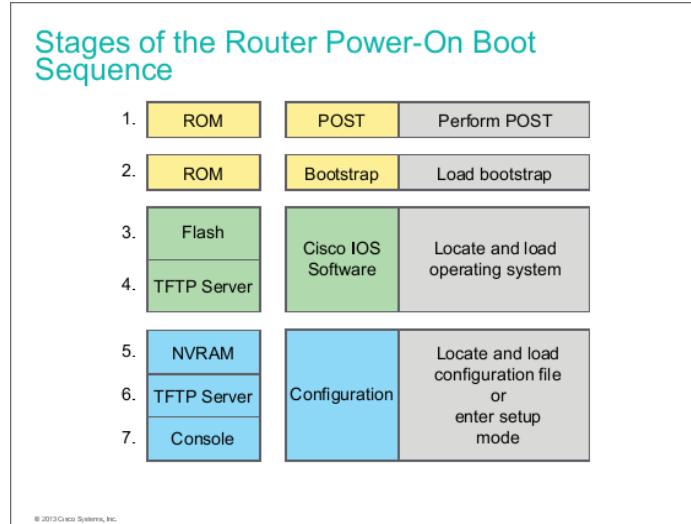 Stages of the Router Power-On Boot
Sequence
1. ROM POST Perform POST
2. ROM Bootstrap Load bootstrap
3. Flash
4. TFTP Server
Cisco IOS
Software
Locate and load
operating system
5. NVRAM
6. TFTP Server
7. Console
Configuration
Locate and load
configuration file
or
enter setup
mode
© 2013 Cisco Systems, Inc.